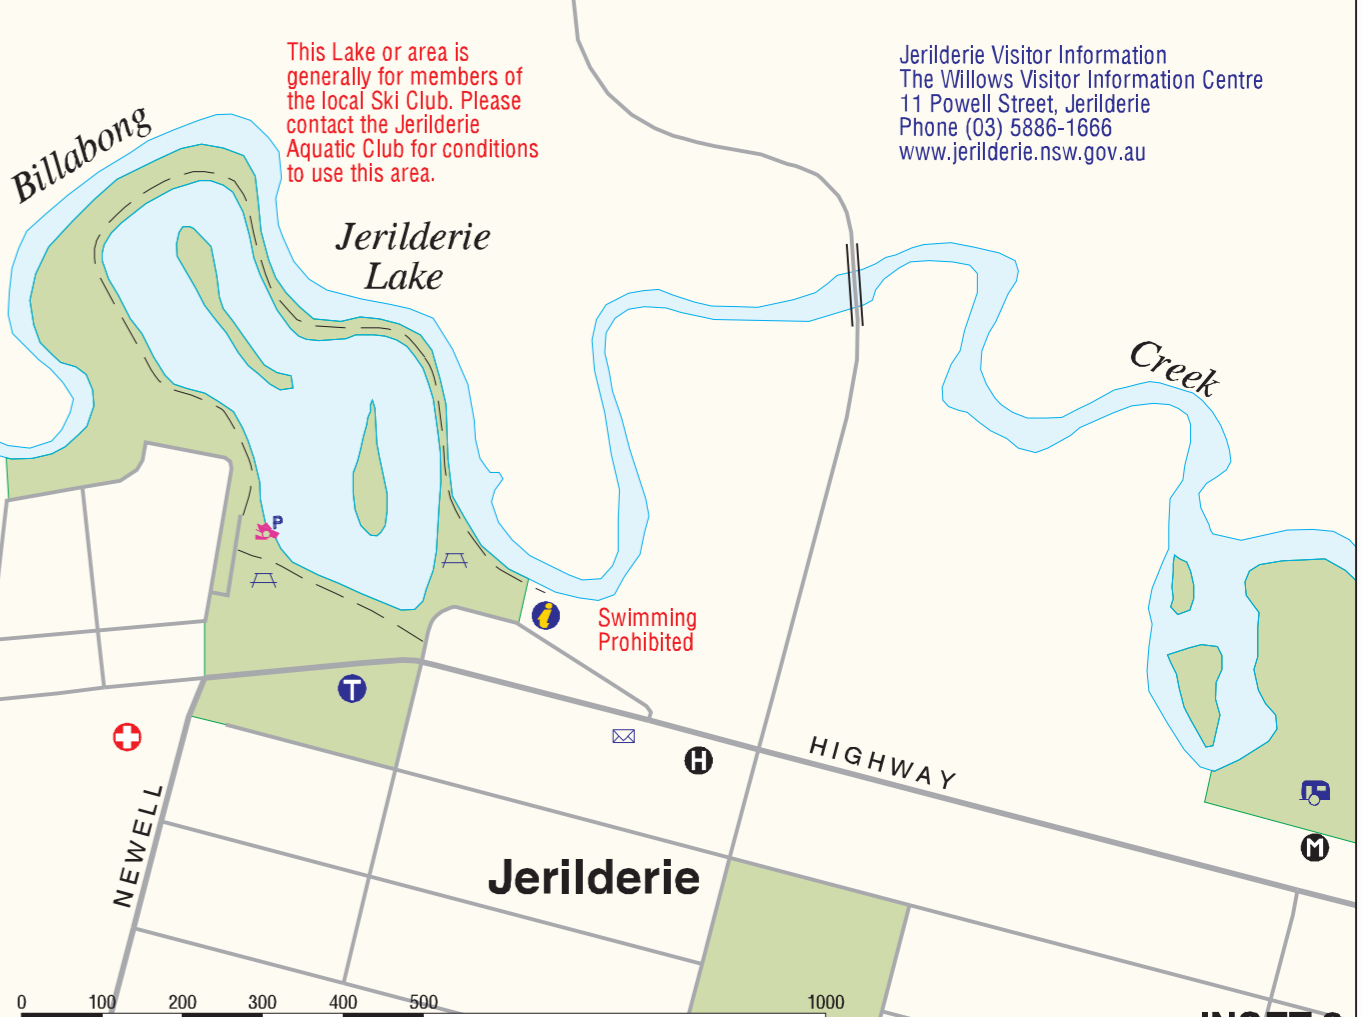 This Lake or area is
generally for members of
the local Ski Club. Please
contact the Jerilderie
Aquatic Club for conditions
to use this area.
Jerilderie Visitor Information
The Willows Visitor Information Centre
11 Powell Street, Jerilderie
Phone (03) 5886-1666
www.jerilderie.nsw.gov.au
Billabong
Jerilderie
Lake
Creek
P
i
Swimming
Prohibited
T
H
HIGHWAY
M
NEWELL
Jerilderie
0 100 200 300 400 500 1000